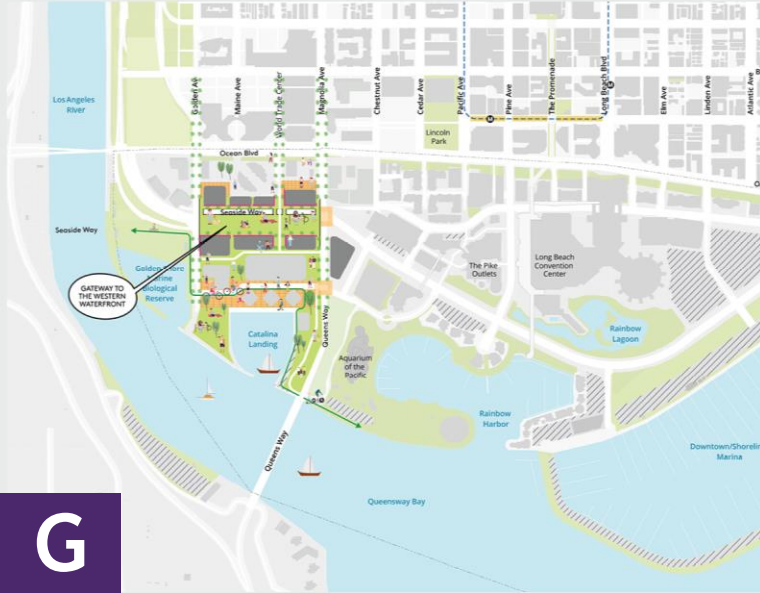 Los Angeles
River
Golden Ave
Maine Ave
World Trade Center
Magnolia Ave
Chestnut Ave
Cedar Ave
Pacific Ave
Pine Ave
The Promenade
Long Beach Blvd
Elm Ave
Linden Ave
Atlantic Ave
Lincoln
Park
Ocean Blvd
Seaside Way
Seaside Way
GATEWAY TO
THE WESTERN
WATERFRONT
Golden Shore
Marine
Biological
Reserve
Catalina
Landing
Queens Way
Aquarium
of the
Pacific
The Pike
Outlets
Long Beach
Convention
Center
Rainbow
Lagoon
Rainbow
Harbor
Downtown/Shorelin
Marina
Queens Way
Queensway Bay
G